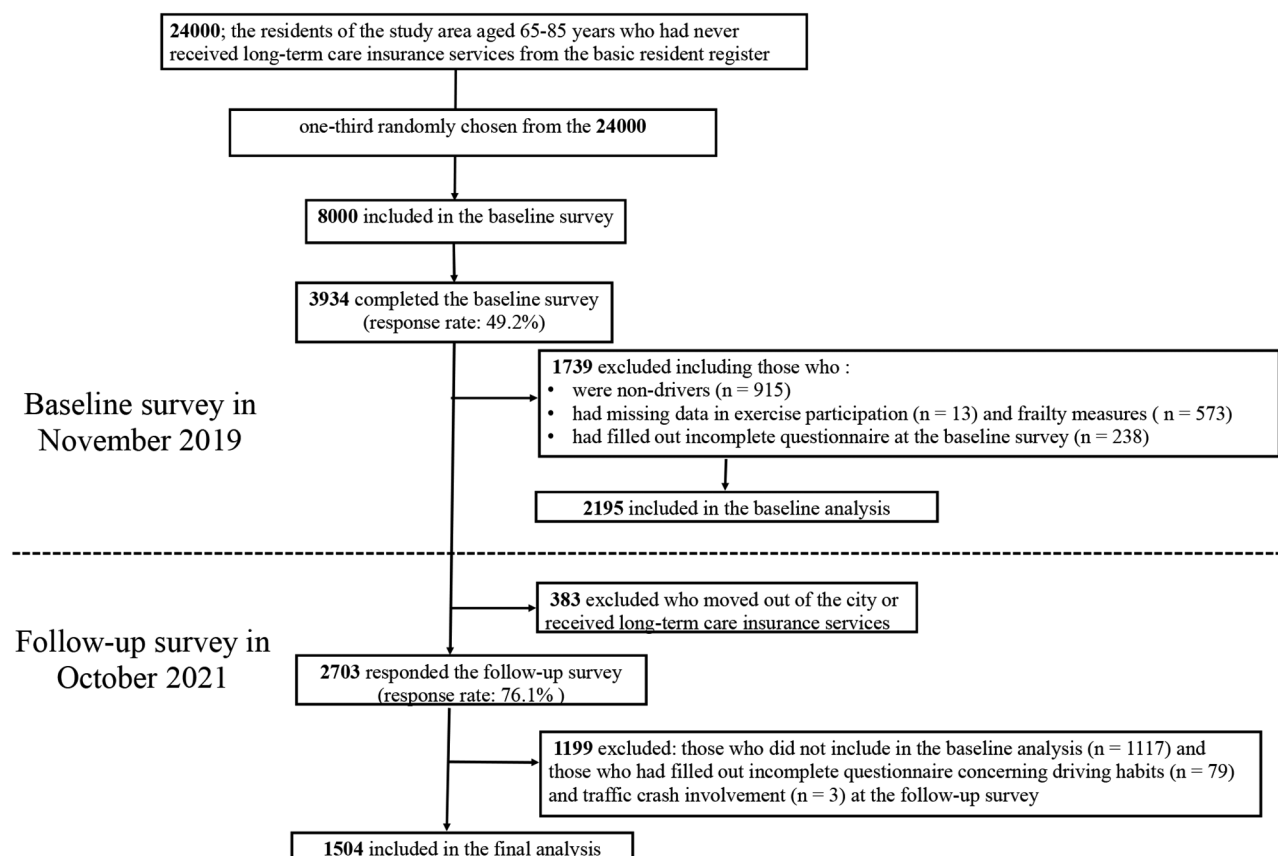 24000; the residents of the study area aged 65-85 years who had never
received long-term care insurance services from the basic resident register
one-third randomly chosen from the 24000
8000 included in the baseline survey
3934 completed the baseline survey
(response rate: 49.2%)
1739 excluded including those who :
• were non-drivers (n = 915)
• had missing data in exercise participation (n = 13) and frailty measures ( n = 573)
• had filled out incomplete questionnaire at the baseline survey (n = 238)
Baseline survey in
November 2019
2195 included in the baseline analysis
383 excluded who moved out of the city or
received long-term care insurance services
Follow-up survey in
October 2021
2703 responded the follow-up survey
(response rate: 76.1% )
1199 excluded: those who did not include in the baseline analysis (n = 1117) and
those who had filled out incomplete questionnaire concerning driving habits (n = 79)
and traffic crash involvement (n = 3) at the follow-up survey
1504 included in the final analysis